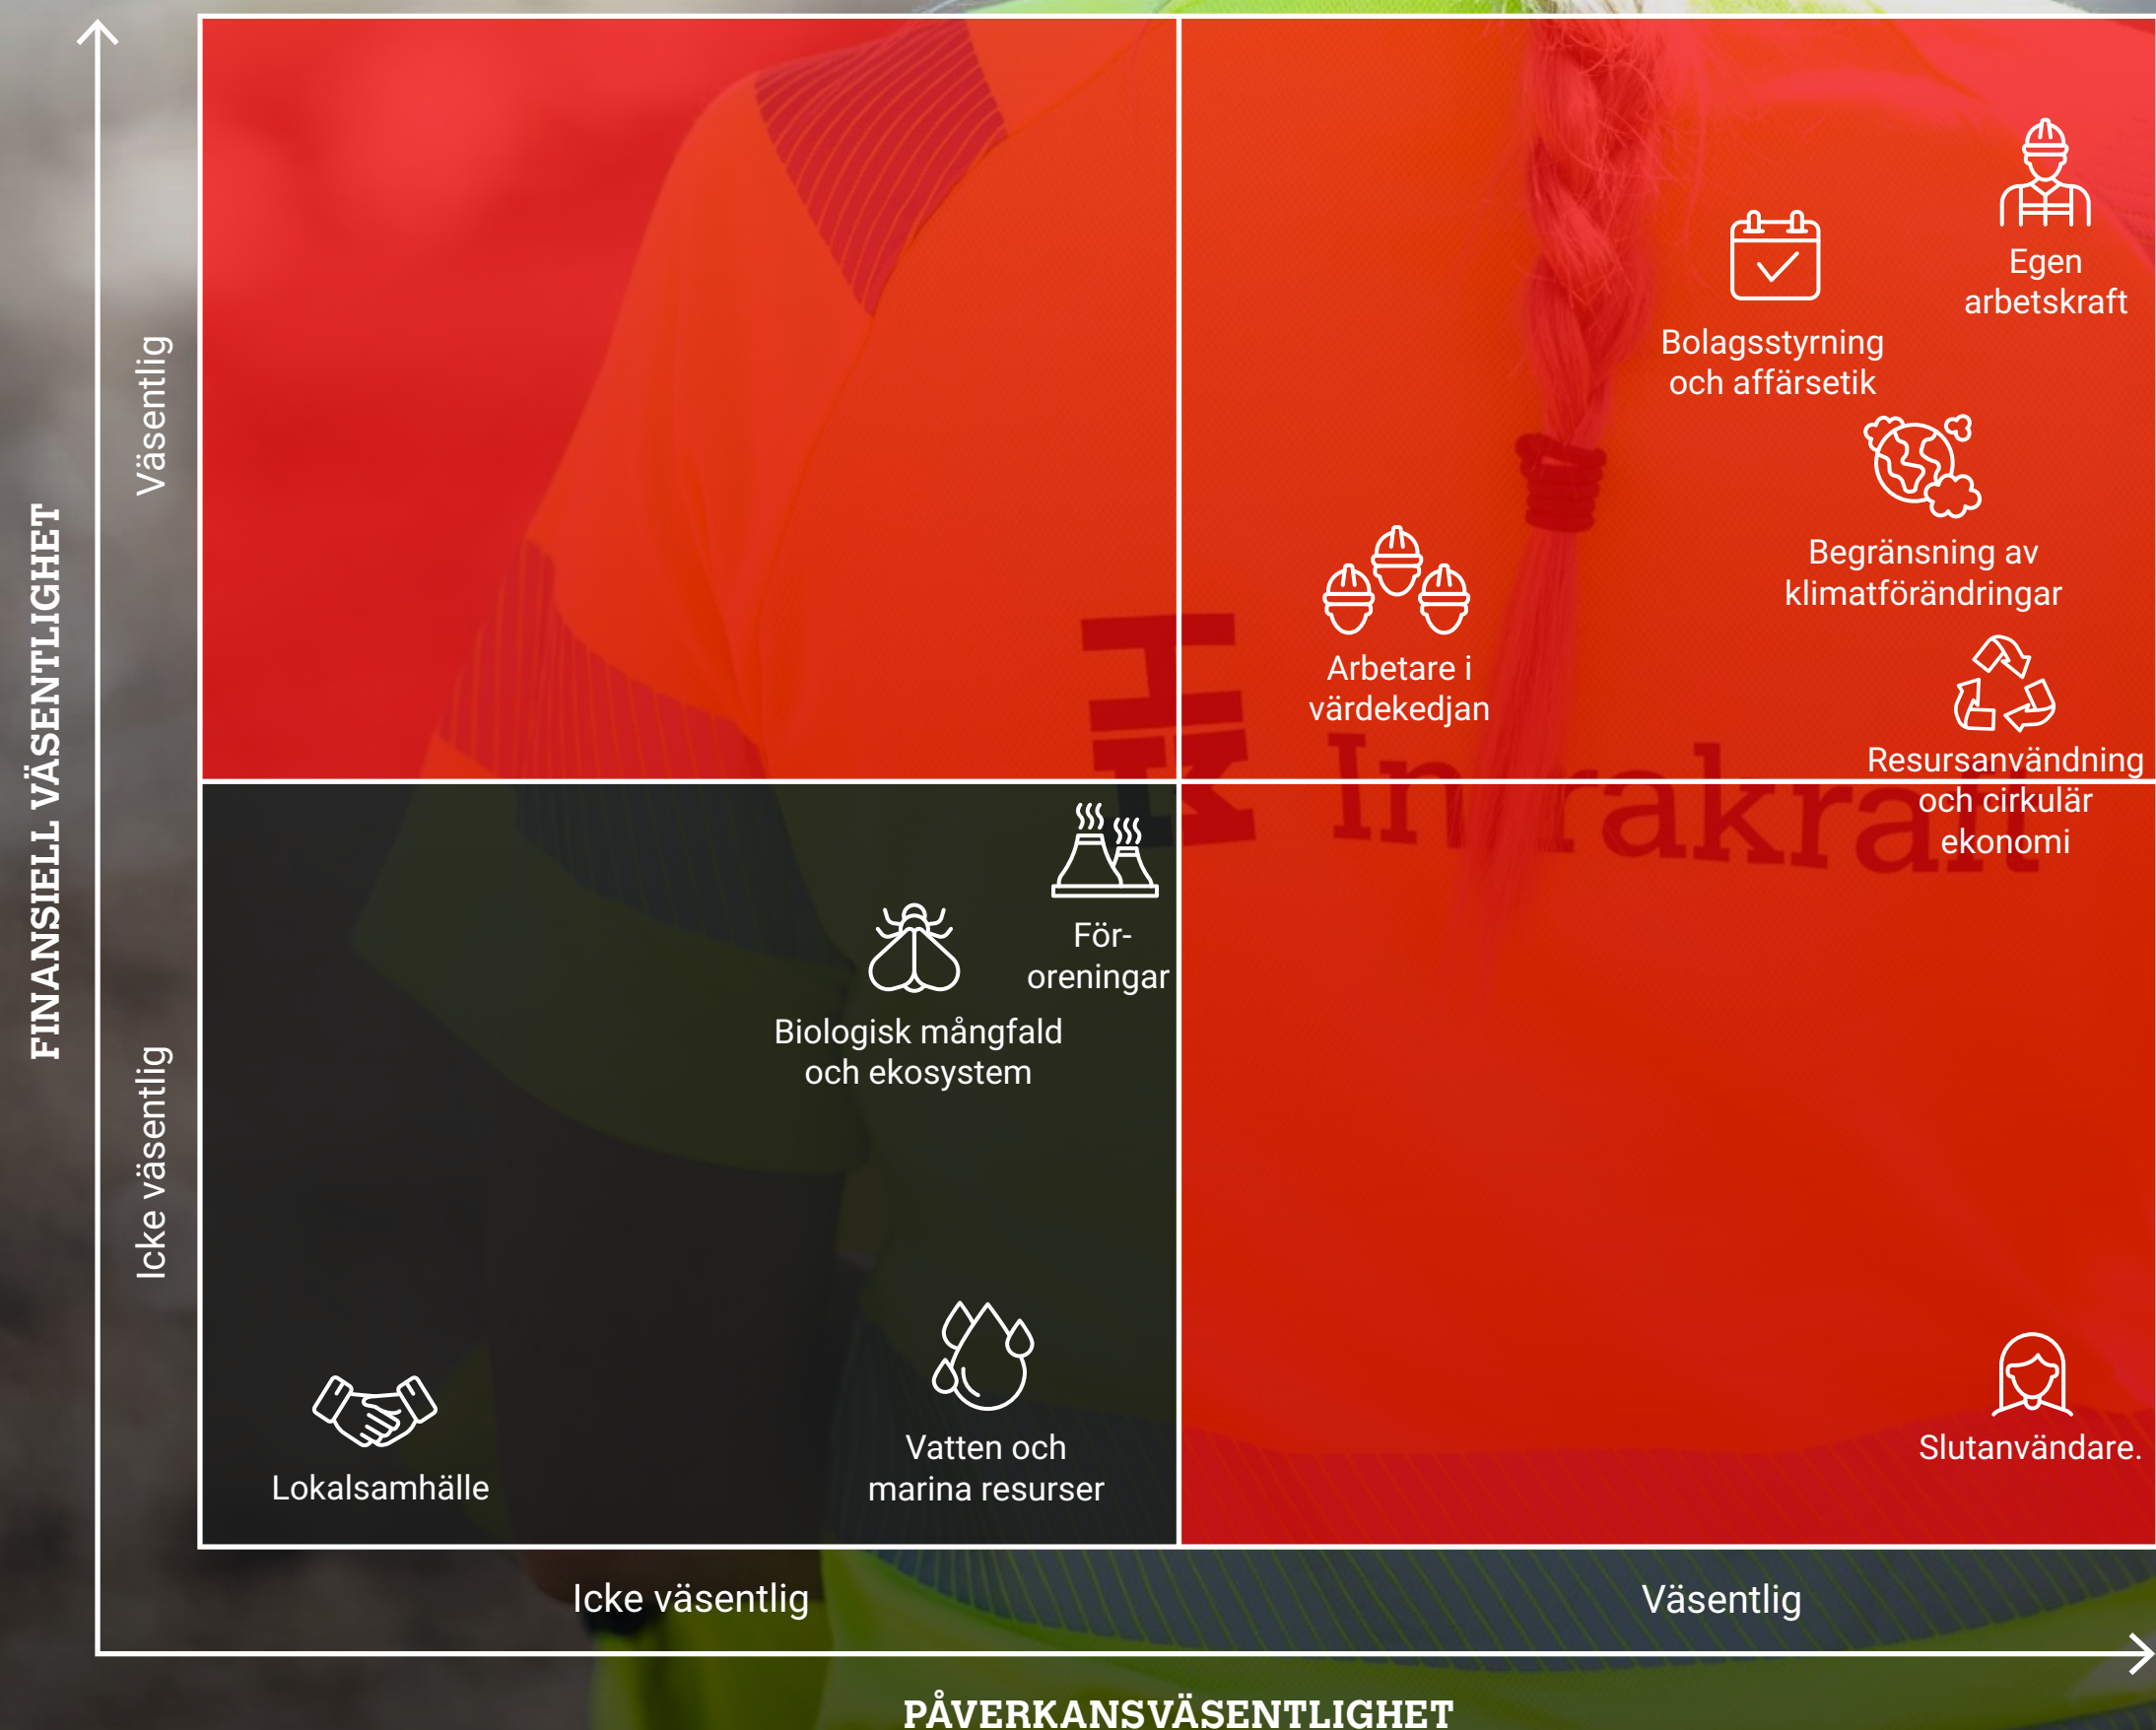 FINANSIELL VÄSENTLIGHET
Väsentlig
Icke väsentlig
Egen
arbetskraft
Bolagsstyrning
och affärsetik
Begränsning av
klimatförändringar
Arbetare i
värdekedjan
Resursanvändning
och cirkulär
ekonomi
Infrakraft
För-
oreningar
Biologisk mångfald
och ekosystem
Vatten och
marina resurser
Lokalsamhälle
Slutanvändare.
Icke väsentlig
Väsentlig
PÅVERKANSVÄSENTLIGHET